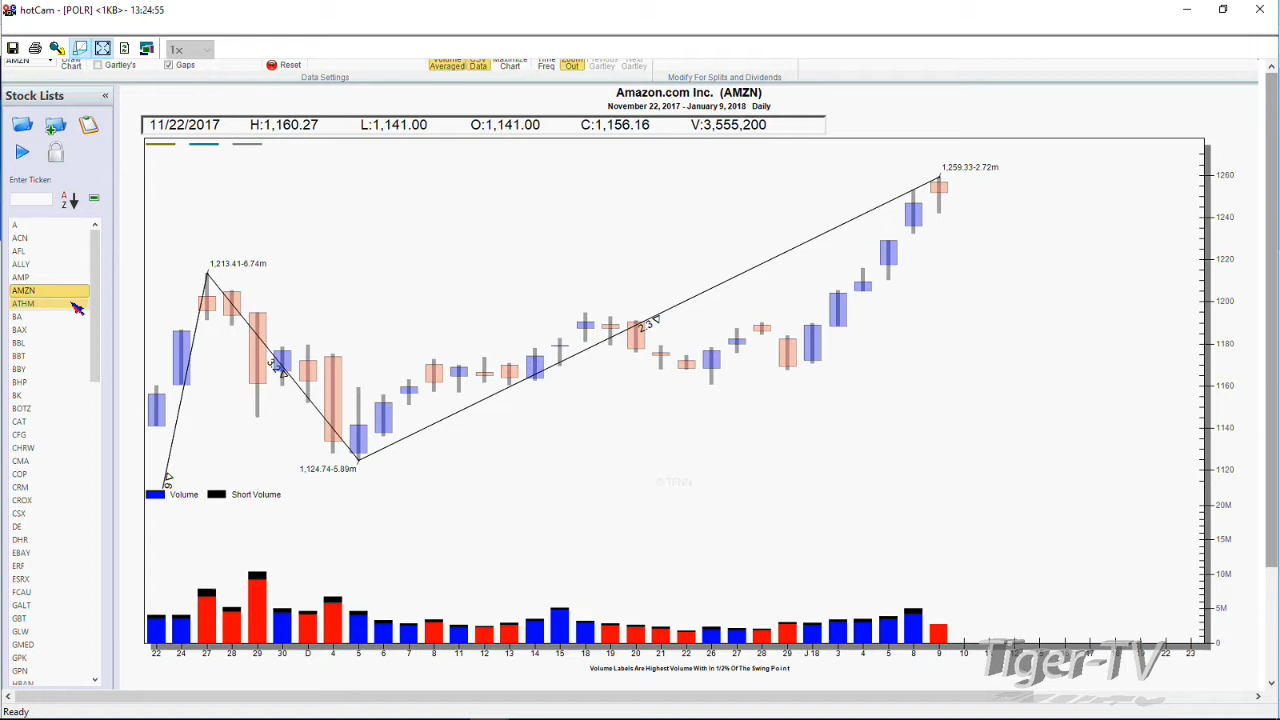 hotCam - [POLR] <1KB> - 13:24:55
1x
AMZN Draw Chart Gartley's Gaps Reset Volume Averaged CSV Data Maximize Chart Time Freq Zoom Out Previous Gartley Next Gartley
Data Settings Modify For Splits and Dividends
Stock Lists «
Enter Ticker:
A
Z
A
ACN
AFL
ALLY
AMP
AMZN
ATHM
BA
BAX
BBL
BBT
BBY
BHP
BK
BOTZ
CAT
CFG
CHRW
CMA
COP
CRM
CROX
CSX
DE
DHR
EBAY
ERF
ESRX
FCAU
GALT
GBT
GLW
GMED
GPK
GPN
HBAN
Amazon.com Inc. (AMZN)
November 22, 2017 - January 9, 2018 Daily
11/22/2017 H:1,160.27 L:1,141.00 O:1,141.00 C:1,156.16 V:3,555,200
1,259.33-2.72m
1,213.41-6.74m
1,124.74-5.89m
2.3
©TFNN
1260
1240
1220
1200
1180
1160
1140
1120
20M
15M
10M
5M
0
Volume Short Volume
22 24 27 28 29 30 D 4 5 6 7 8 11 12 13 14 15 18 19 20 21 22 26 27 28 29 J 18 3 4 5 8 9 10 22 23
Volume Labels Are Highest Volume With In 1/2% Of The Swing Point
Tiger-TV
Ready